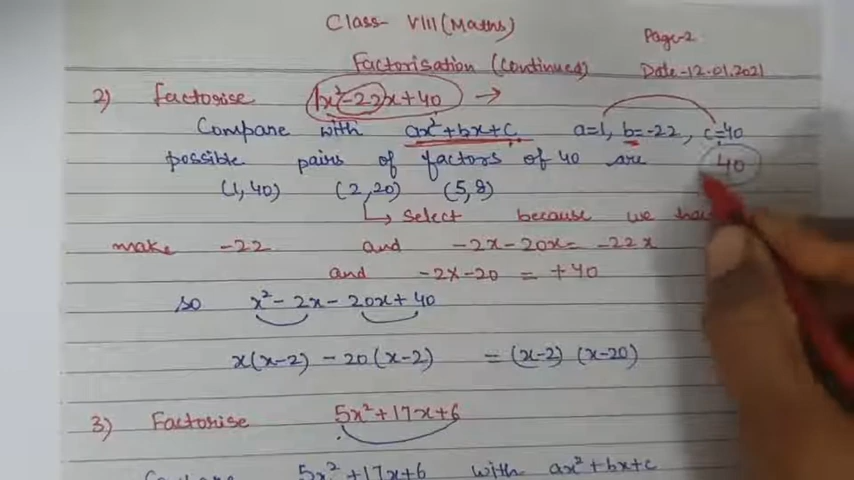 Class- VIII (Maths)
Page-2
Factorisation (Continued)
Date-12-01.2021
2) factorise x²-22x+40 →
Compare with ax²+bx+c a=1, b=-22, c=40
possible pairs of factors of 40 are 40
(1,40) (2,20) (5,8)
↳ Select because we
make -22 and -2x-20x= -22x
and -2x-20 = +40
so x²-2x-20x+40
x(x-2) -20(x-2) = (x-2) (x-20)
3) Factorise 5x²+17x+6
5x²+17x+6 with ax²+bx+c